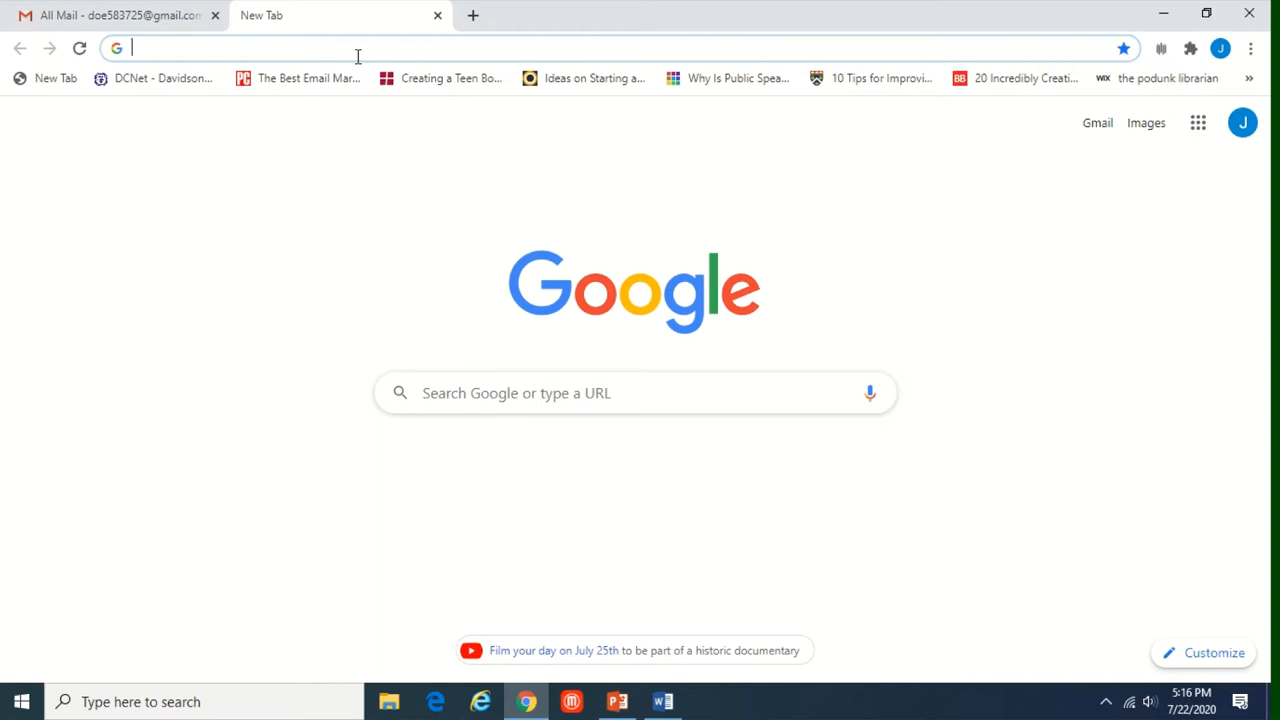 All Mail - doe583725@gmail.com
New Tab
New Tab
DCNet - Davidson...
PC
The Best Email Mar...
Creating a Teen Bo...
Ideas on Starting a...
Why Is Public Spea...
10 Tips for Improvi...
BB
20 Incredibly Creati...
WIX
the podunk librarian
»
J
Gmail
Images
J
Google
Search Google or type a URL
Film your day on July 25th to be part of a historic documentary
Customize
Type here to search
5:16 PM
7/22/2020